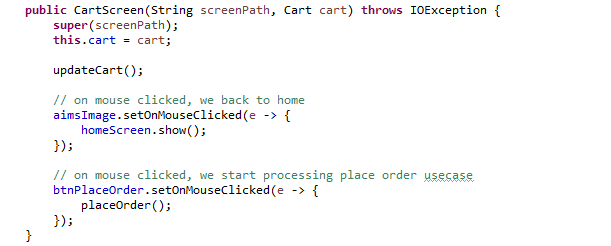 public CartScreen(String screenPath, Cart cart) throws IOException {
super(screenPath);
this.cart = cart;
updateCart();
// on mouse clicked, we back to home
aimsImage.setOnMouseClicked(e -> {
homeScreen.show();
});
// on mouse clicked, we start processing place order usecase
btnPlaceOrder.setOnMouseClicked(e -> {
placeOrder();
});
}